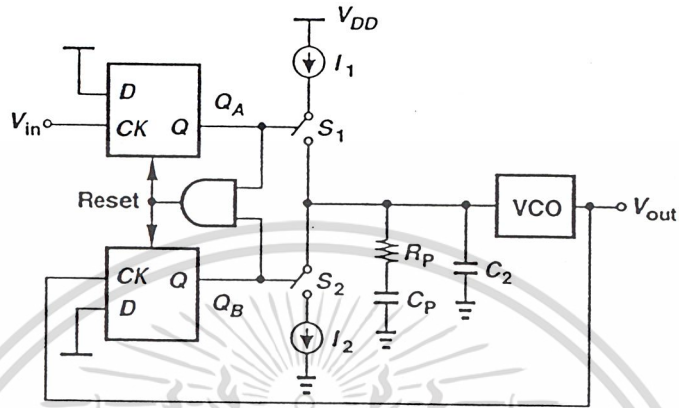 V_DD
I_1
D
Q_A
V_in
CK
Q
S_1
Reset
VCO
V_out
CK
Q
S_2
R_P
C_2
D
Q_B
C_P
I_2